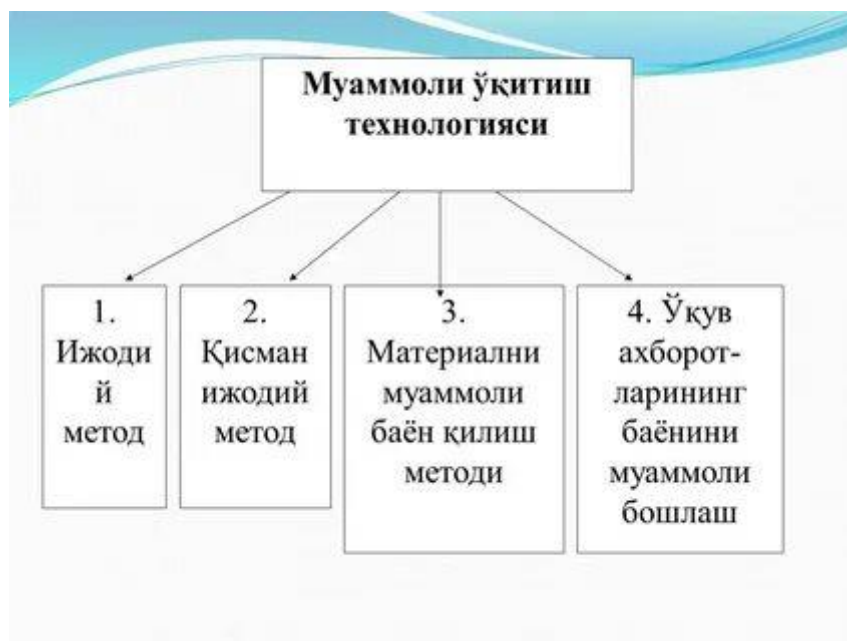 Муаммоли ўқитиш
технологияси
1.
Ижоди
й
метод
2.
Қисман
ижодий
метод
3.
Материални
муаммоли
баён қилиш
методи
4. Ўқув
ахборот-
ларининг
баёнини
муаммоли
бошлаш